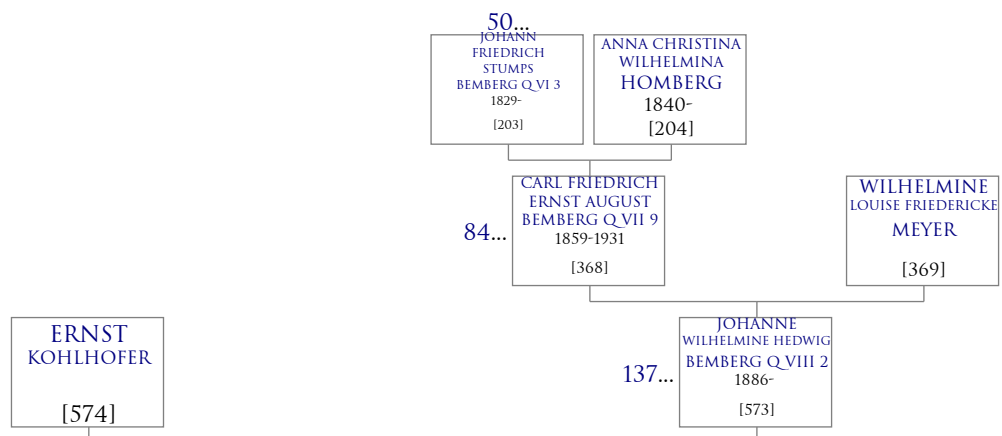 50...
JOHANN
FRIEDRICH
STUMPS
BEMBERG Q VI 3
1829-
[203]
ANNA CHRISTINA
WILHELMINA
HOMBERG
1840-
[204]
84...
CARL FRIEDRICH
ERNST AUGUST
BEMBERG Q VII 9
1859-1931
[368]
WILHELMINE
LOUISE FRIEDERICKE
MEYER
[369]
ERNST
KOHLHOFER
[574]
137...
JOHANNE
WILHELMINE HEDWIG
BEMBERG Q VIII 2
1886-
[573]